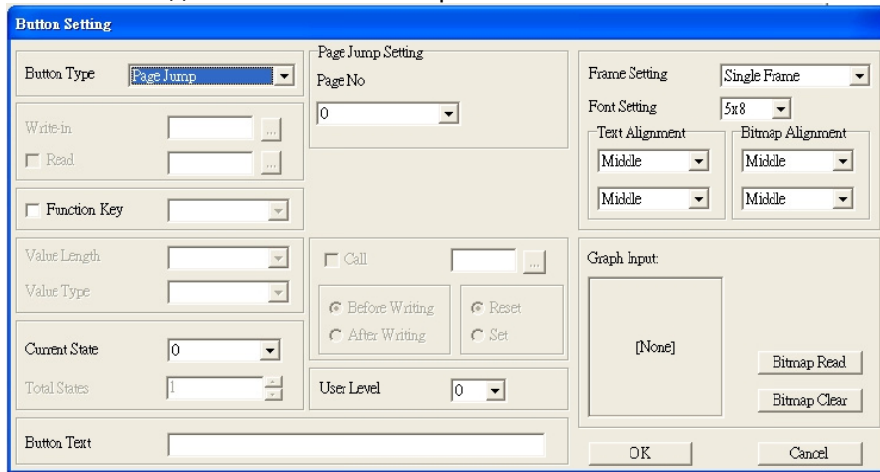 Button Setting
Button Type Page Jump
Write-in ...
Read ...
Function Key
Value Length
Value Type
Current State 0
Total States 1
Button Text
Page Jump Setting
Page No
0
Call ...
Before Writing Reset
After Writing Set
User Level 0
Frame Setting Single Frame
Font Setting 5x8
Text Alignment Bitmap Alignment
Middle Middle
Middle Middle
Graph Input:
[None]
Bitmap Read
Bitmap Clear
OK Cancel